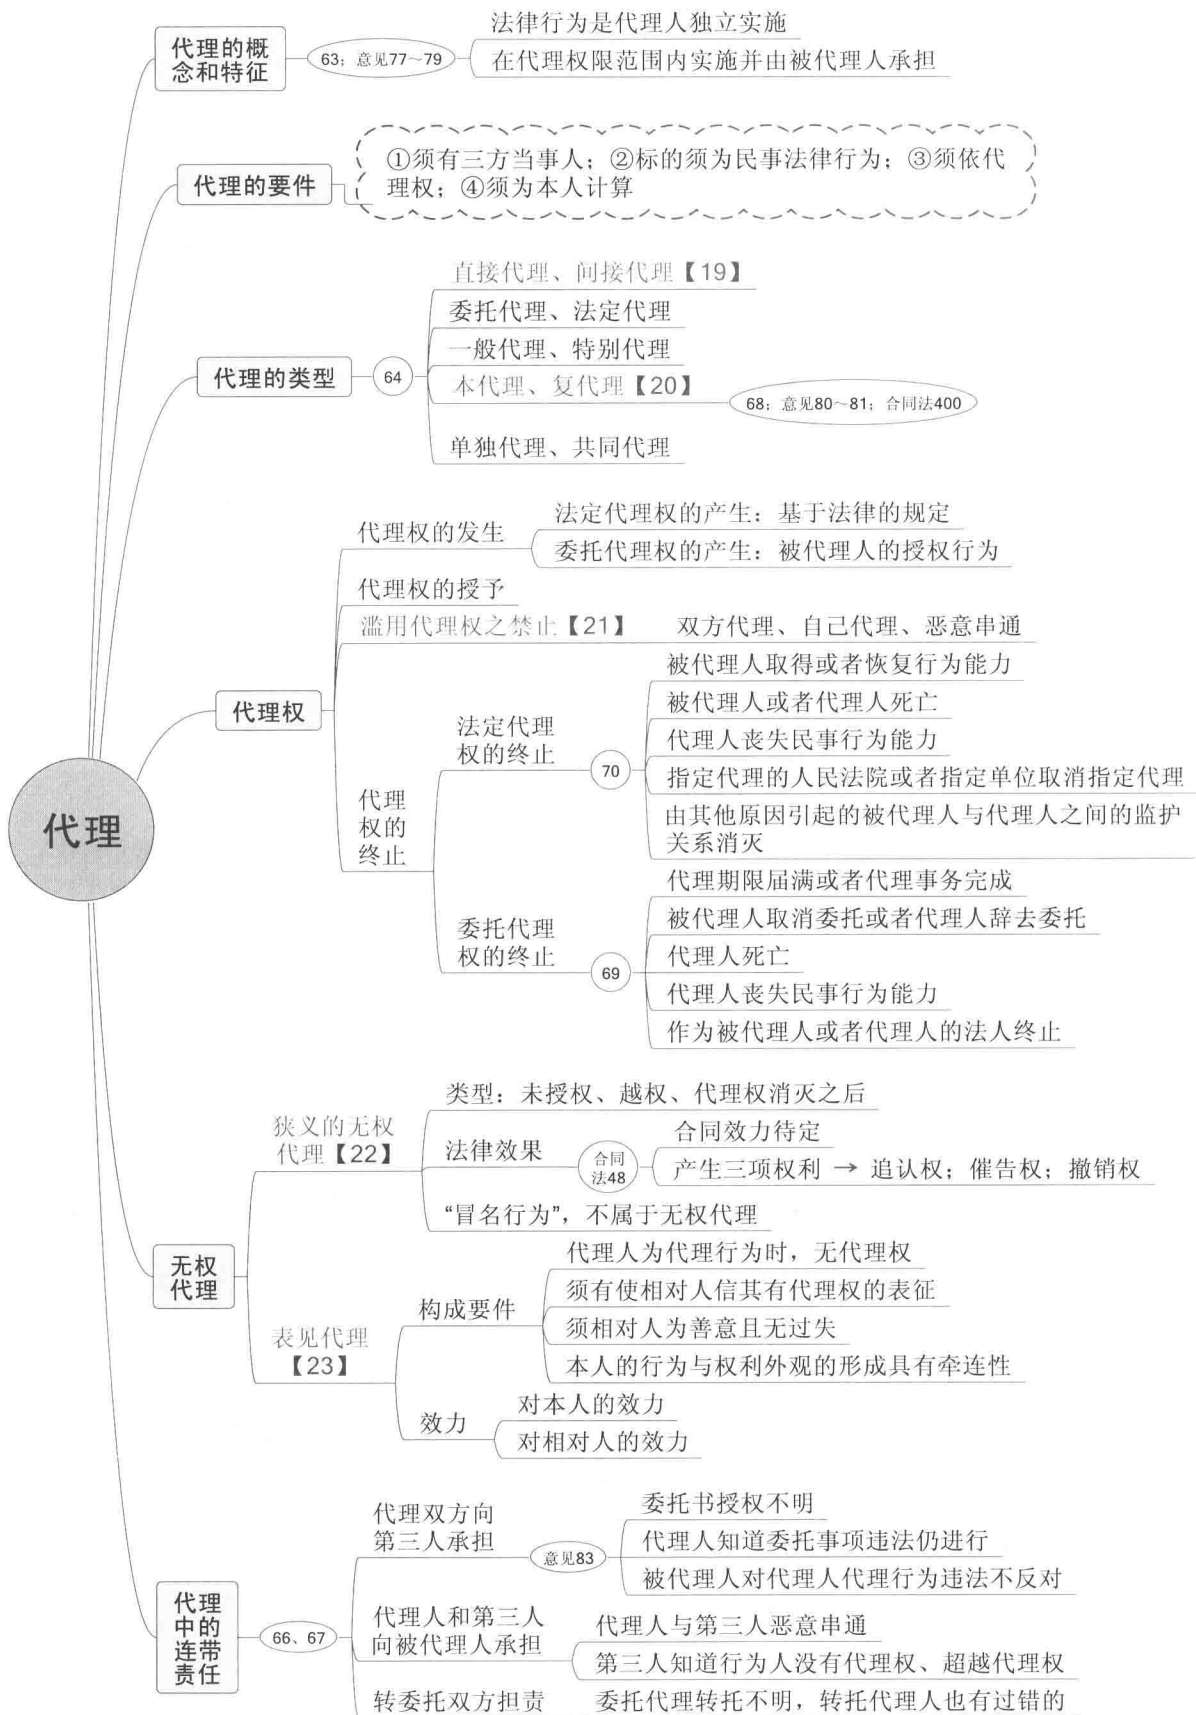 代理的概
念和特征
63；意见77～79
法律行为是代理人独立实施
在代理权限范围内实施并由被代理人承担
代理的要件
①须有三方当事人；②标的须为民事法律行为；③须依代
理权；④须为本人计算
代理的类型
64
直接代理、间接代理【19】
委托代理、法定代理
一般代理、特别代理
本代理、复代理【20】
68；意见80～81；合同法400
单独代理、共同代理
代理
代理权
代理权的发生
法定代理权的产生：基于法律的规定
委托代理权的产生：被代理人的授权行为
代理权的授予
滥用代理权之禁止【21】
双方代理、自己代理、恶意串通
代理
权的
终止
法定代理
权的终止
70
被代理人取得或者恢复行为能力
被代理人或者代理人死亡
代理人丧失民事行为能力
指定代理的人民法院或者指定单位取消指定代理
由其他原因引起的被代理人与代理人之间的监护
关系消灭
委托代理
权的终止
69
代理期限届满或者代理事务完成
被代理人取消委托或者代理人辞去委托
代理人死亡
代理人丧失民事行为能力
作为被代理人或者代理人的法人终止
无权
代理
狭义的无权
代理【22】
类型：未授权、越权、代理权消灭之后
法律效果
合同
法48
合同效力待定
产生三项权利 → 追认权；催告权；撤销权
“冒名行为”，不属于无权代理
表见代理
【23】
构成要件
代理人为代理行为时，无代理权
须有使相对人信其有代理权的表征
须相对人为善意且无过失
本人的行为与权利外观的形成具有牵连性
效力
对本人的效力
对相对人的效力
代理
中的
连带
责任
66、67
代理双方向
第三人承担
意见83
委托书授权不明
代理人知道委托事项违法仍进行
被代理人对代理人代理行为违法不反对
代理人和第三人
向被代理人承担
代理人与第三人恶意串通
第三人知道行为人没有代理权、超越代理权
转委托双方担责
委托代理转托不明，转托代理人也有过错的